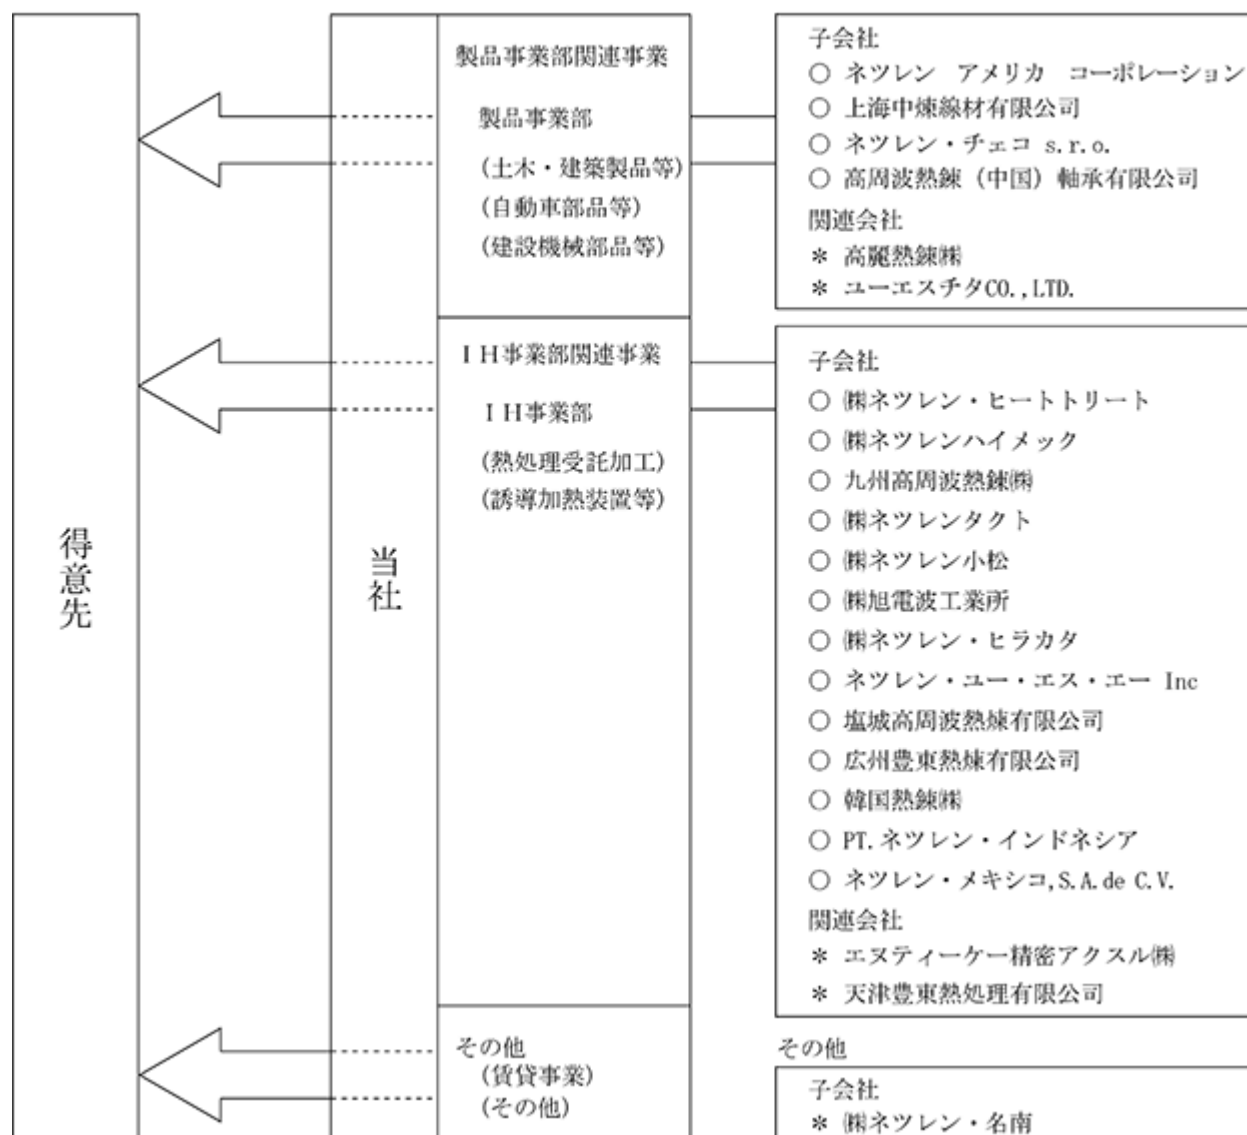 得意先
当社
製品事業部関連事業
製品事業部
(土木・建築製品等)
(自動車部品等)
(建設機械部品等)
子会社
○ ネツレン アメリカ コーポレーション
○ 上海中煉線材有限公司
○ ネツレン・チェコ s.r.o.
○ 高周波熱錬（中国）軸承有限公司
関連会社
＊ 高麗熱錬㈱
＊ ユーエスチタCO.,LTD.
ＩＨ事業部関連事業
ＩＨ事業部
(熱処理受託加工)
(誘導加熱装置等)
子会社
○ ㈱ネツレン・ヒートトリート
○ ㈱ネツレンハイメック
○ 九州高周波熱錬㈱
○ ㈱ネツレンタクト
○ ㈱ネツレン小松
○ ㈱旭電波工業所
○ ㈱ネツレン・ヒラカタ
○ ネツレン・ユー・エス・エー Inc
○ 塩城高周波熱煉有限公司
○ 広州豊東熱煉有限公司
○ 韓国熱錬㈱
○ PT.ネツレン・インドネシア
○ ネツレン・メキシコ,S.A.de C.V.
関連会社
＊ エヌティーケー精密アクスル㈱
＊ 天津豊東熱処理有限公司
その他
(賃貸事業)
(その他)
その他
子会社
＊ ㈱ネツレン・名南